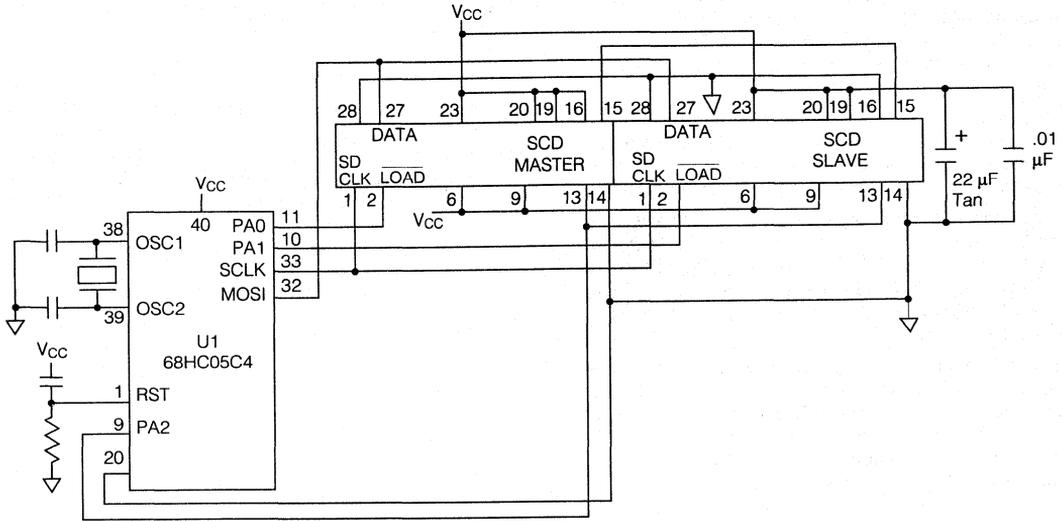 VCC
28 27 23 20 19 16 15 28 27 23 20 19 16 15
DATA DATA
SCD MASTER
SCD SLAVE
SD CLK LOAD
SD CLK LOAD
+
22 µF Tan
.01 µF
1 2 6 9 13 14 1 2 6 9 13 14
VCC
VCC
40
38 OSC1
PA0 11
PA1 10
SCLK 33
MOSI 32
39 OSC2
U1
68HC05C4
VCC
1 RST
9 PA2
20